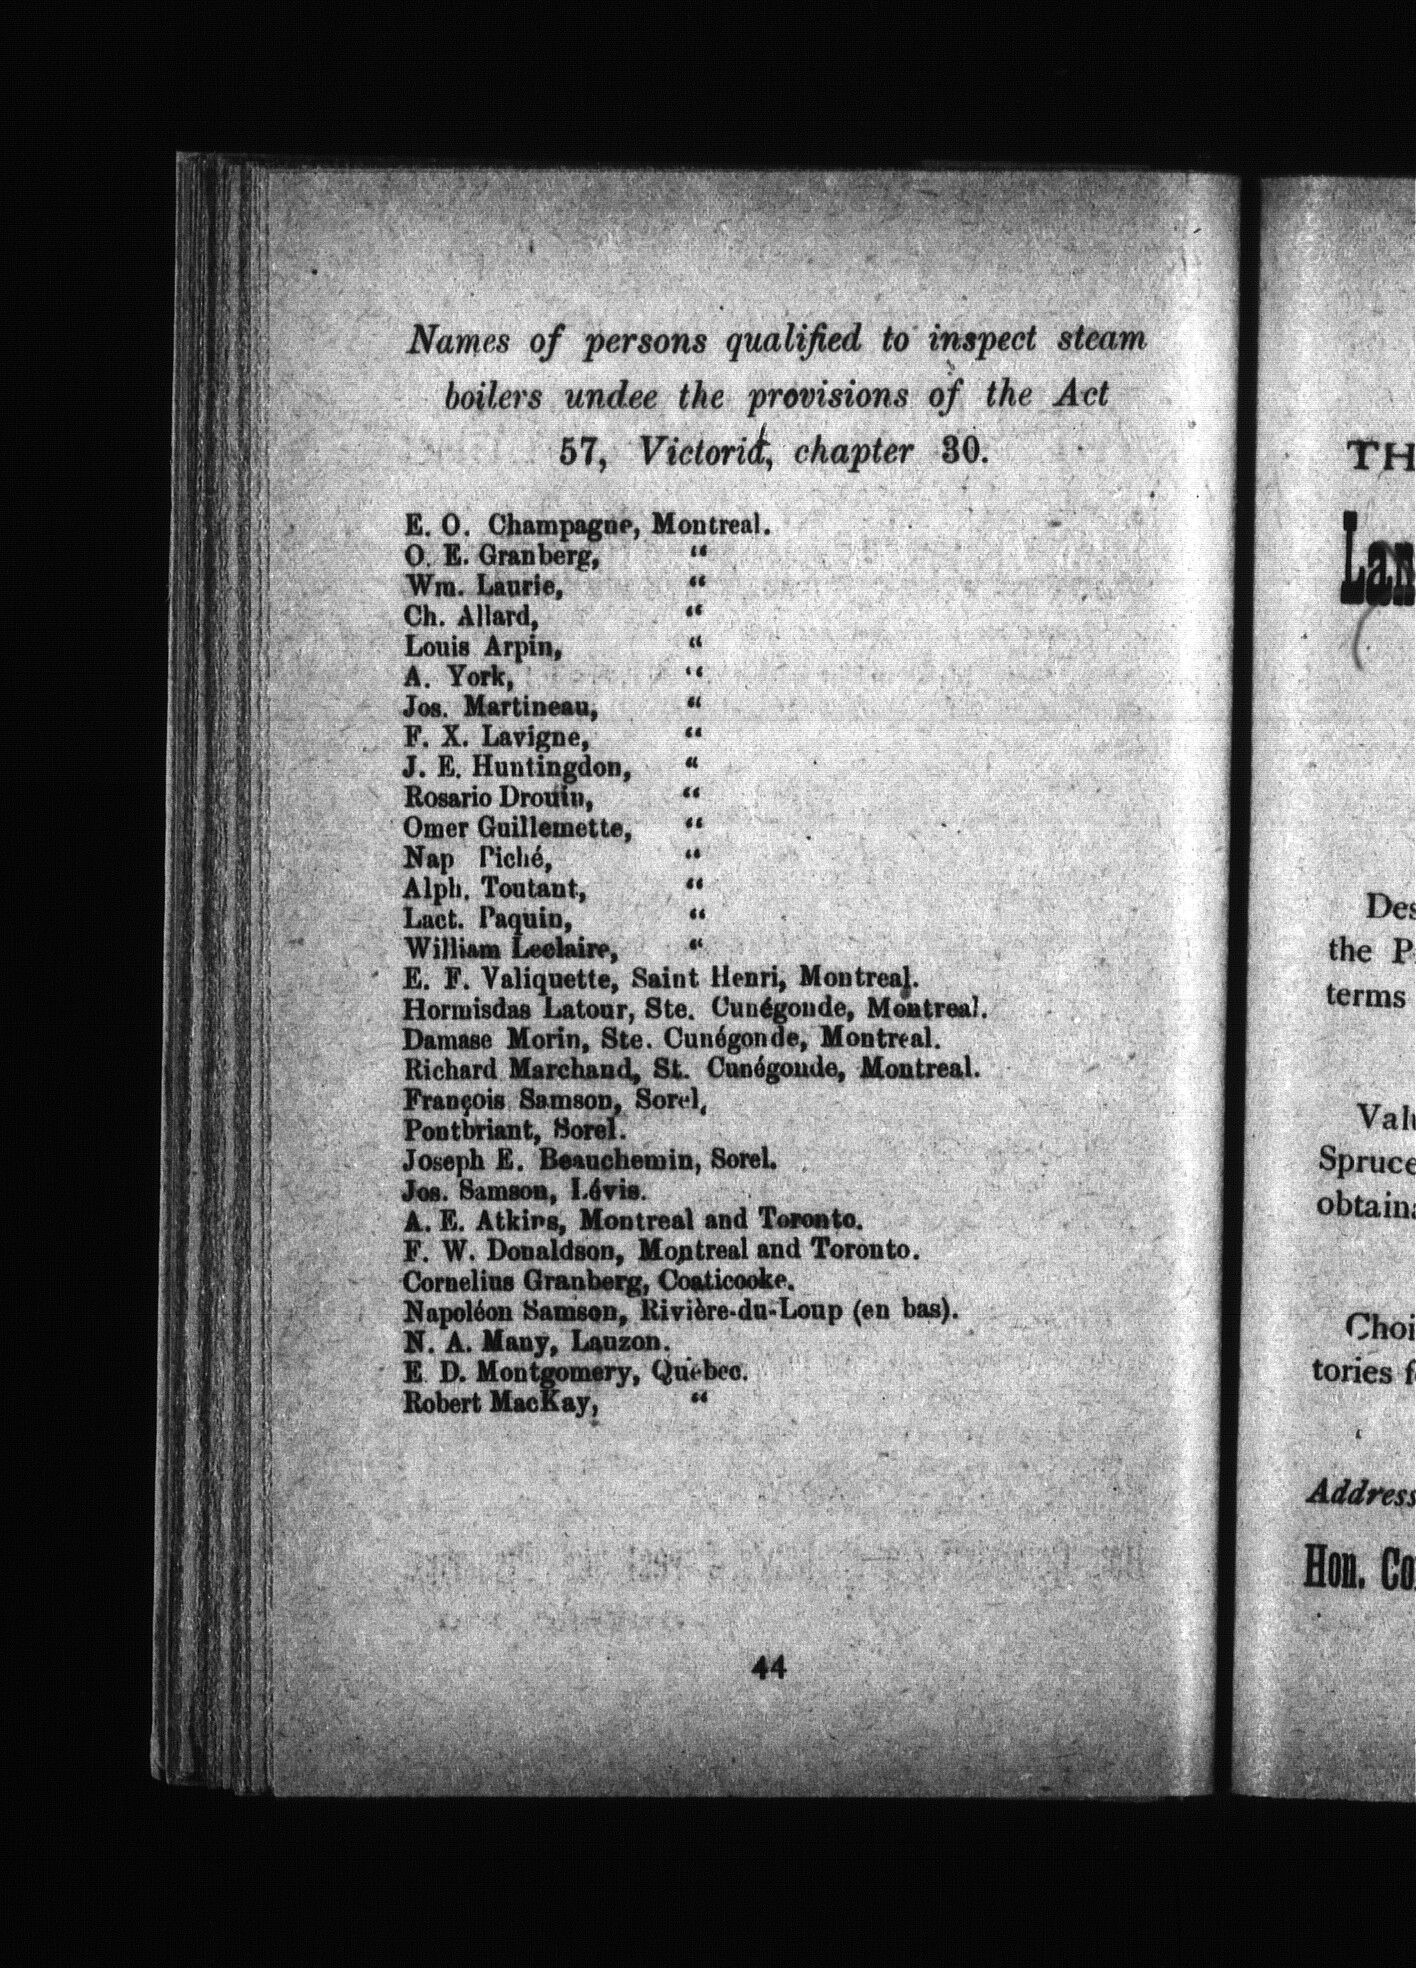 Names of persons qualified to inspect steam
boilers undee the provisions of the Act
57, Victoria, chapter 30.
E. O. Champagne, Montreal.
O. E. Granberg, “
Wm. Laurie, “
Ch. Allard, “
Louis Arpin, “
A. York, “
Jos. Martineau, “
F. X. Lavigne, “
J. E. Huntingdon, “
Rosario Drouin, “
Omer Guillemette, “
Nap Piché, “
Alph. Toutant, “
Lact. Paquin, “
William Leclaire, “
E. F. Valiquette, Saint Henri, Montreal.
Hormisdas Latour, Ste. Cunégonde, Montreal.
Damase Morin, Ste. Cunégonde, Montreal.
Richard Marchand, St. Cunégonde, Montreal.
François Samson, Sorel,
Pontbriant, Sorel.
Joseph E. Beauchemin, Sorel.
Jos. Samson, Lévis.
A. E. Atkins, Montreal and Toronto.
F. W. Donaldson, Montreal and Toronto.
Cornelius Granberg, Coaticooke.
Napoléon Samson, Rivière-du-Loup (en bas).
N. A. Many, Lauzon.
E D. Montgomery, Quebec.
Robert MacKay, “
44
TH
Lan
Des
the P
terms
Valu
Spruce
obtaina
Choi
tories f
Address
Hon. Co